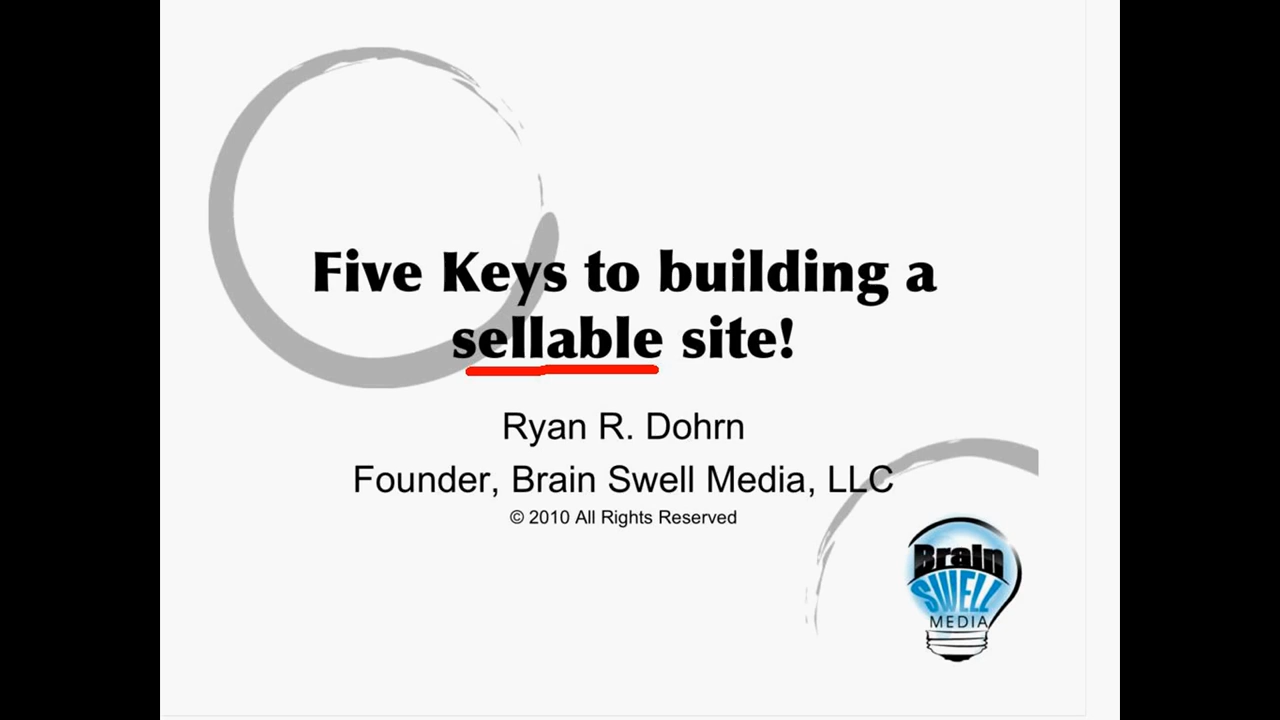 Five Keys to building a
sellable site!
Ryan R. Dohrn
Founder, Brain Swell Media, LLC
© 2010 All Rights Reserved
Brain
SWELL
MEDIA